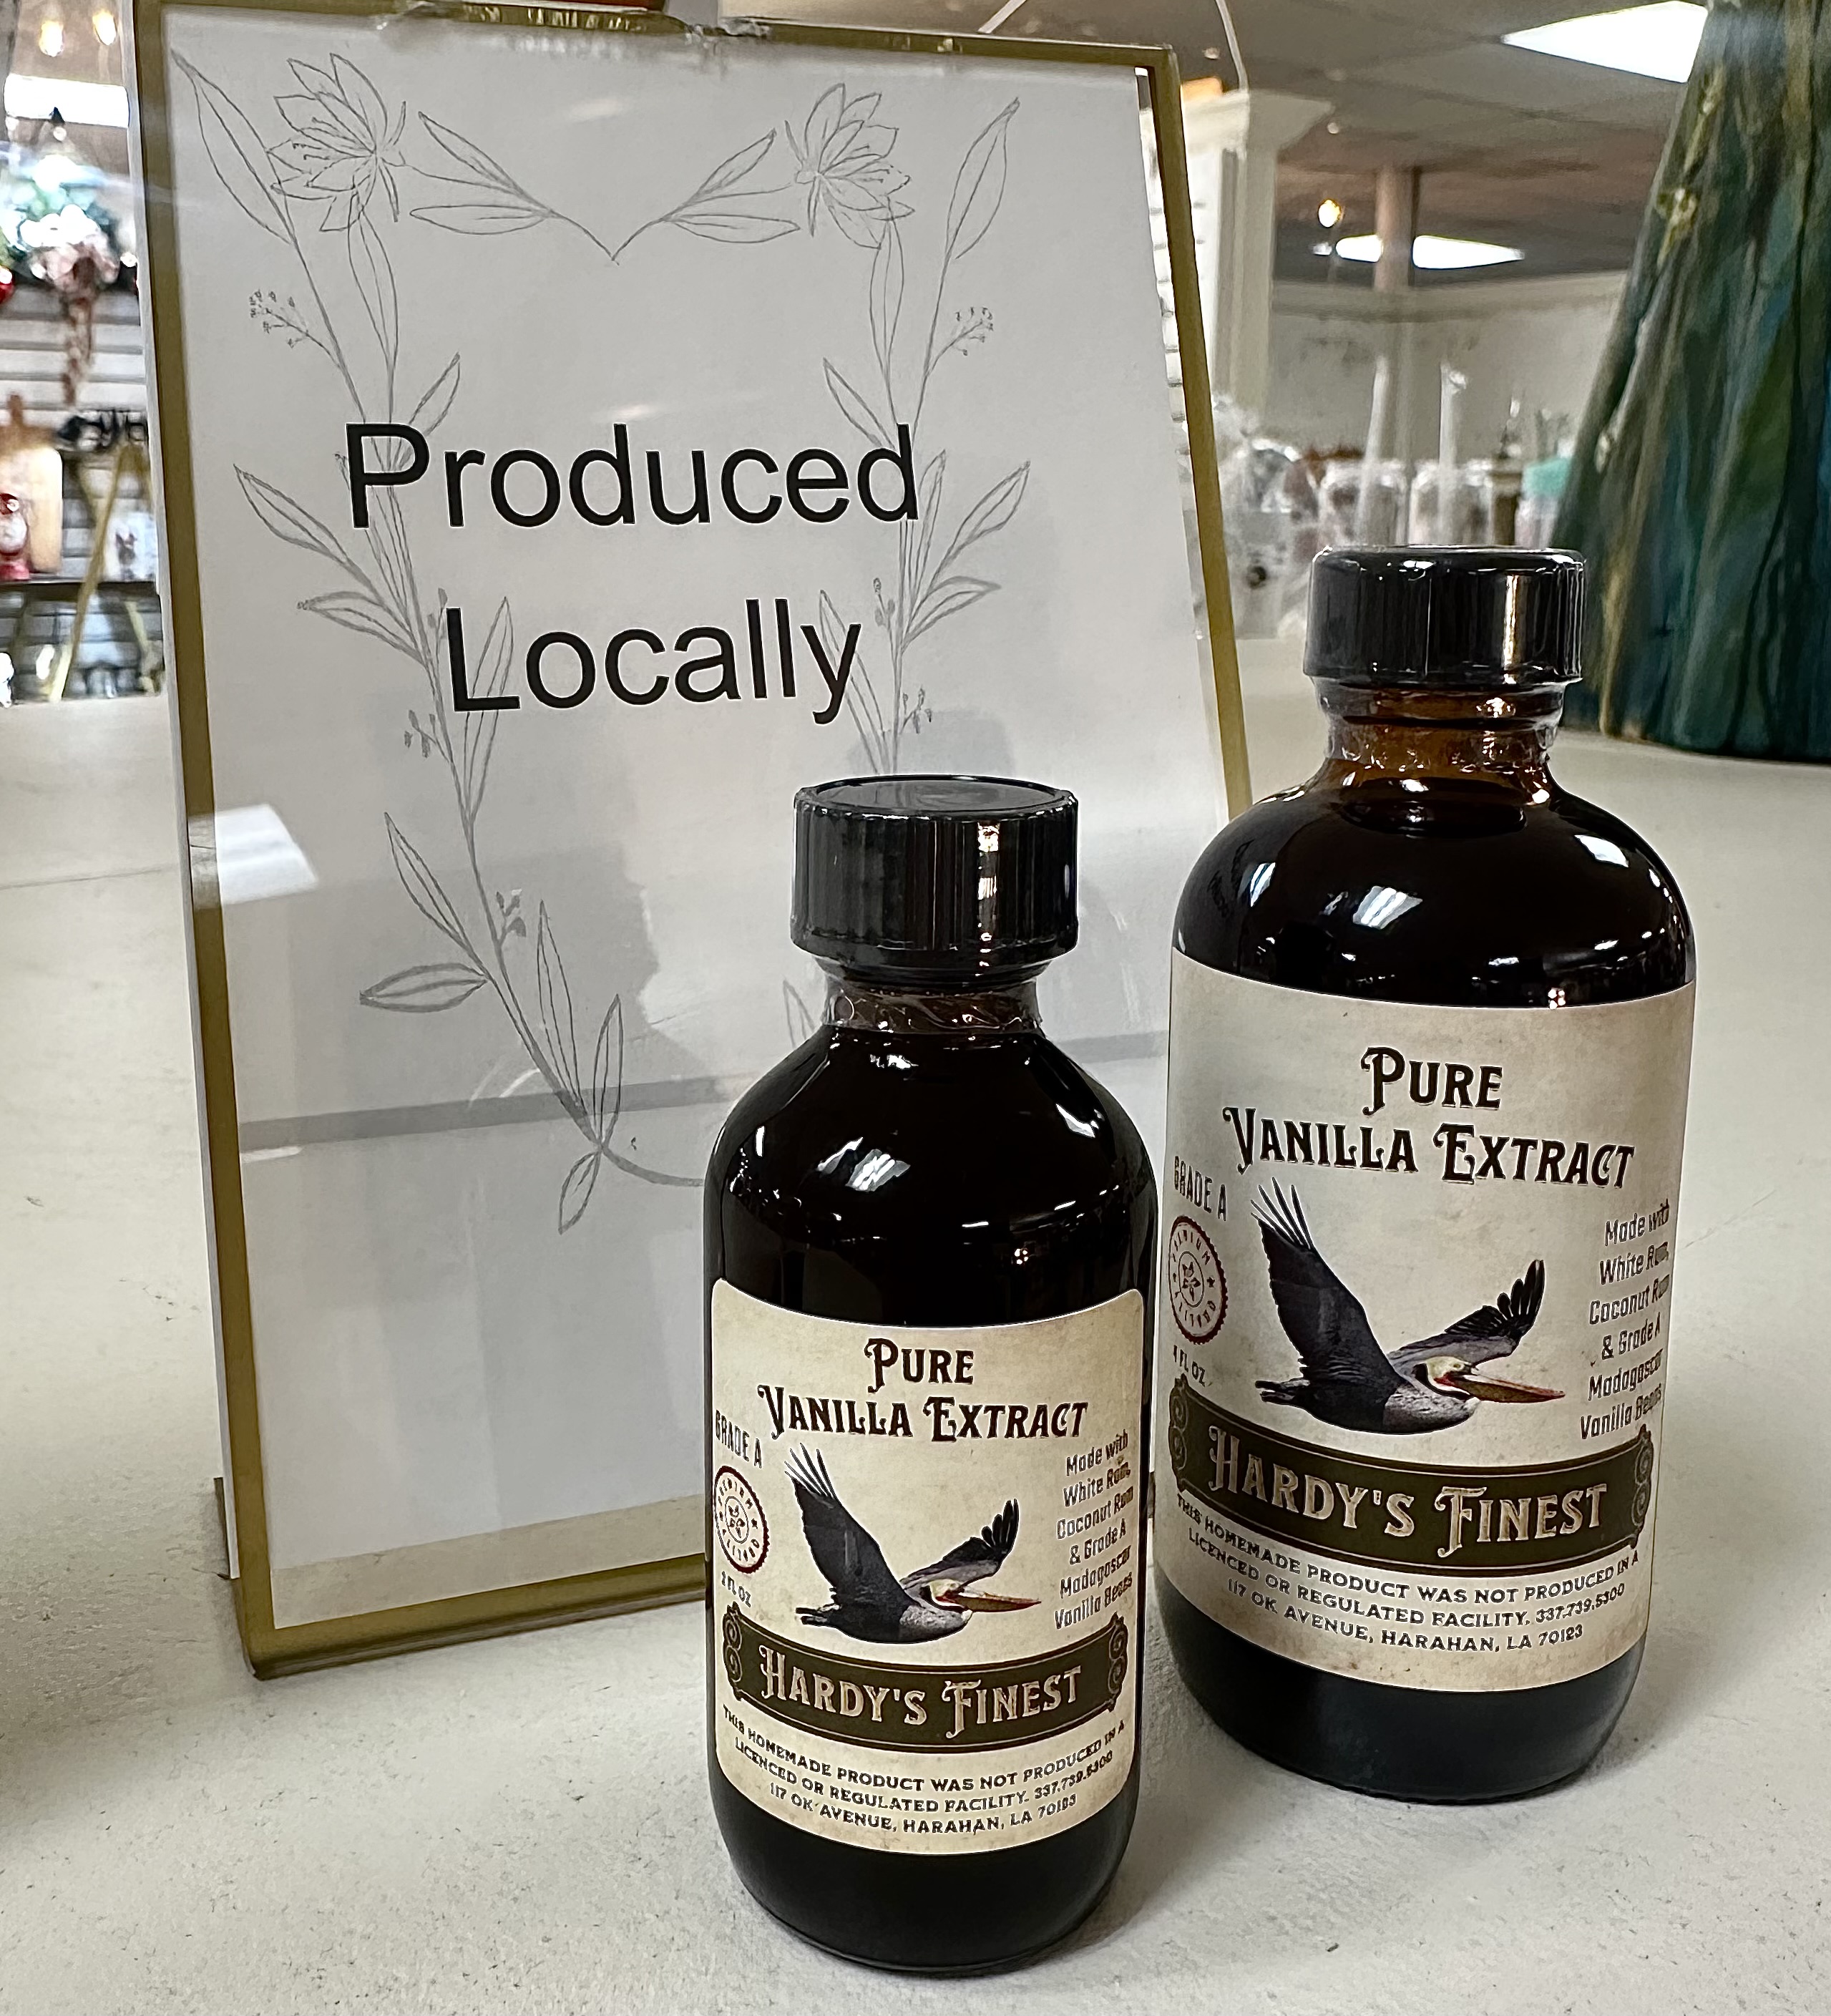 Produced
Locally
PURE
VANILLA EXTRACT
GRADE A
PREMIUM
QUALITY
2 FL OZ
Made with
White Rum,
Coconut Rum
& Grade A
Madagascar
Vanilla Beans
HARDY'S FINEST
THIS HOMEMADE PRODUCT WAS NOT PRODUCED IN A
LICENCED OR REGULATED FACILITY. 337.739.5300
117 OK AVENUE, HARAHAN, LA 70123
PURE
VANILLA EXTRACT
GRADE A
PREMIUM
QUALITY
4 FL OZ
Made with
White Rum,
Coconut Rum
& Grade A
Madagascar
Vanilla Beans
HARDY'S FINEST
THIS HOMEMADE PRODUCT WAS NOT PRODUCED IN A
LICENCED OR REGULATED FACILITY. 337.739.5300
117 OK AVENUE, HARAHAN, LA 70123